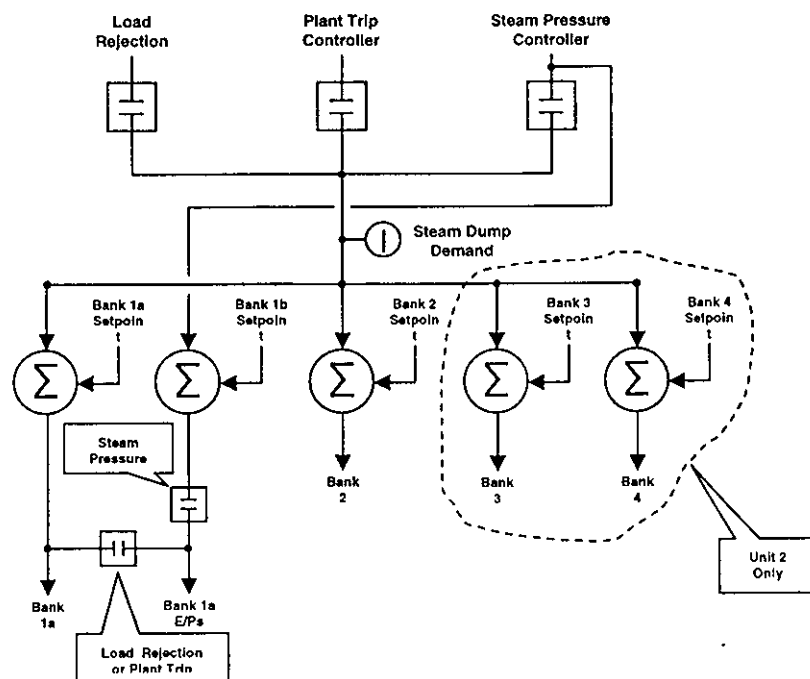 Load
Rejection
Plant Trip
Controller
Steam Pressure
Controller
Steam Dump
Demand
Bank 1a
Setpoin
t
Bank 1b
Setpoin
t
Bank 2
Setpoin
t
Bank 3
Setpoin
t
Bank 4
Setpoin
t
Σ
Σ
Σ
Σ
Σ
Steam
Pressure
Bank
2
Bank
3
Bank
4
Unit 2
Only
Bank
1a
Bank 1a
E/Ps
Load Rejection
or Plant Trip